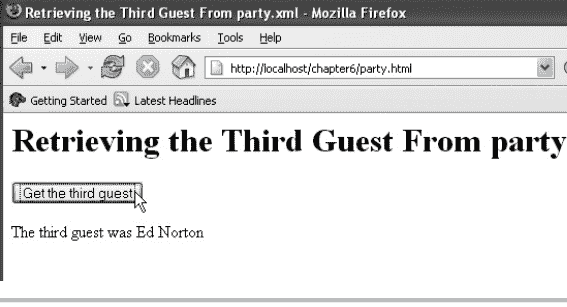 Retrieving the Third Guest From party.xml - Mozilla Firefox
File Edit View Go Bookmarks Tools Help
http://localhost/chapter6/party.html
Getting Started Latest Headlines
Retrieving the Third Guest From party
Get the third guest
The third guest was Ed Norton